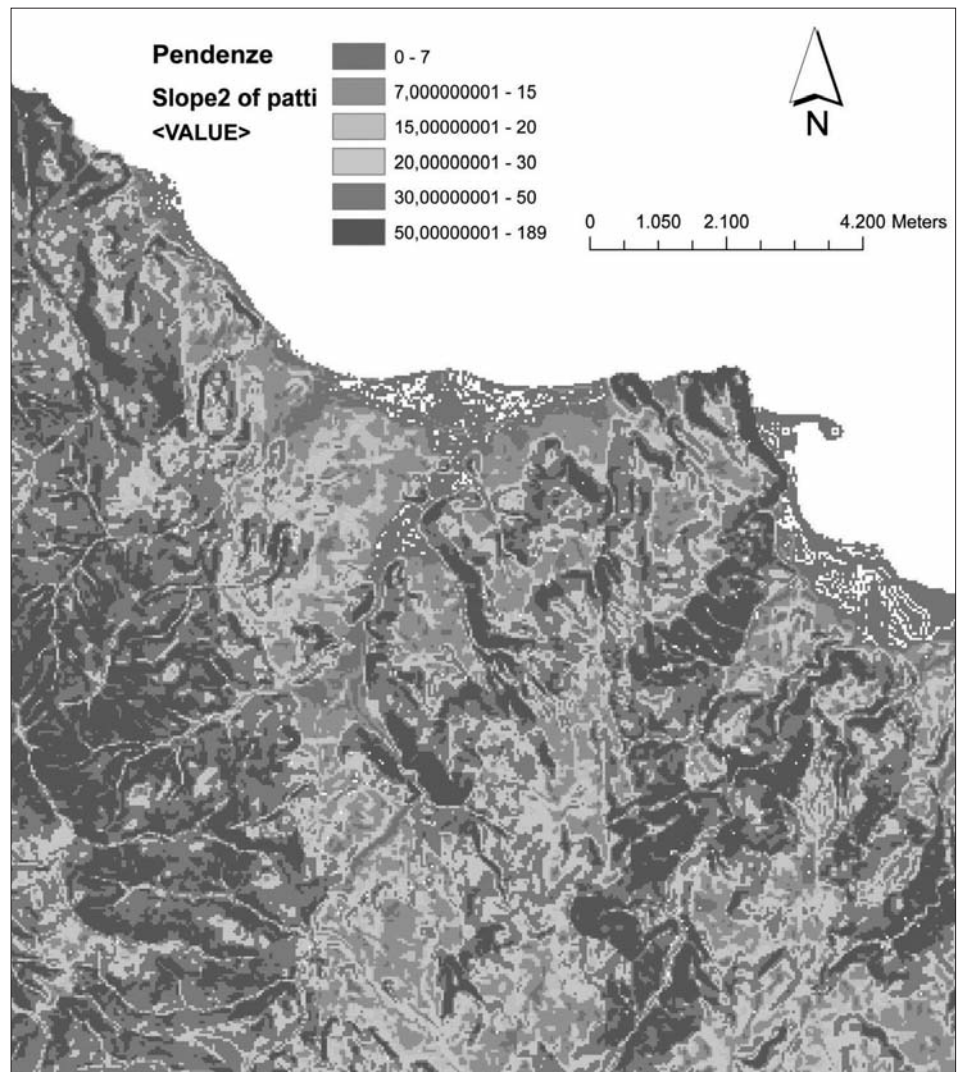 Pendenze
Slope2 of patti
<VALUE>
0 - 7
7,000000001 - 15
15,00000001 - 20
20,00000001 - 30
30,00000001 - 50
50,00000001 - 189
N
0 1.050 2.100 4.200 Meters